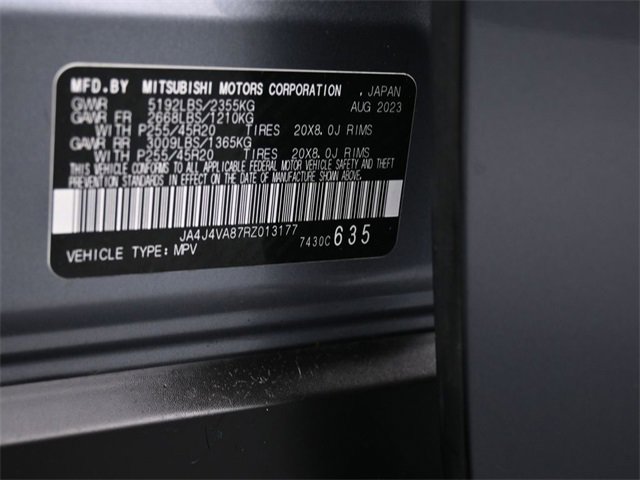 MFD.BY MITSUBISHI MOTORS CORPORATION , JAPAN
GVWR 5192LBS/2355KG AUG 2023
GAWR FR 2668LBS/1210KG
WITH P255/45R20 TIRES 20X8.0J RIMS
GAWR RR 3009LBS/1365KG
WITH P255/45R20 TIRES 20X8.0J RIMS
THIS VEHICLE CONFORMS TO ALL APPLICABLE FEDERAL MOTOR VEHICLE SAFETY AND THEFT
PREVENTION STANDARDS IN EFFECT ON THE DATE OF MANUFACTURE SHOWN ABOVE.
JA4J4VA87RZ013177
7430C 635
VEHICLE TYPE: MPV